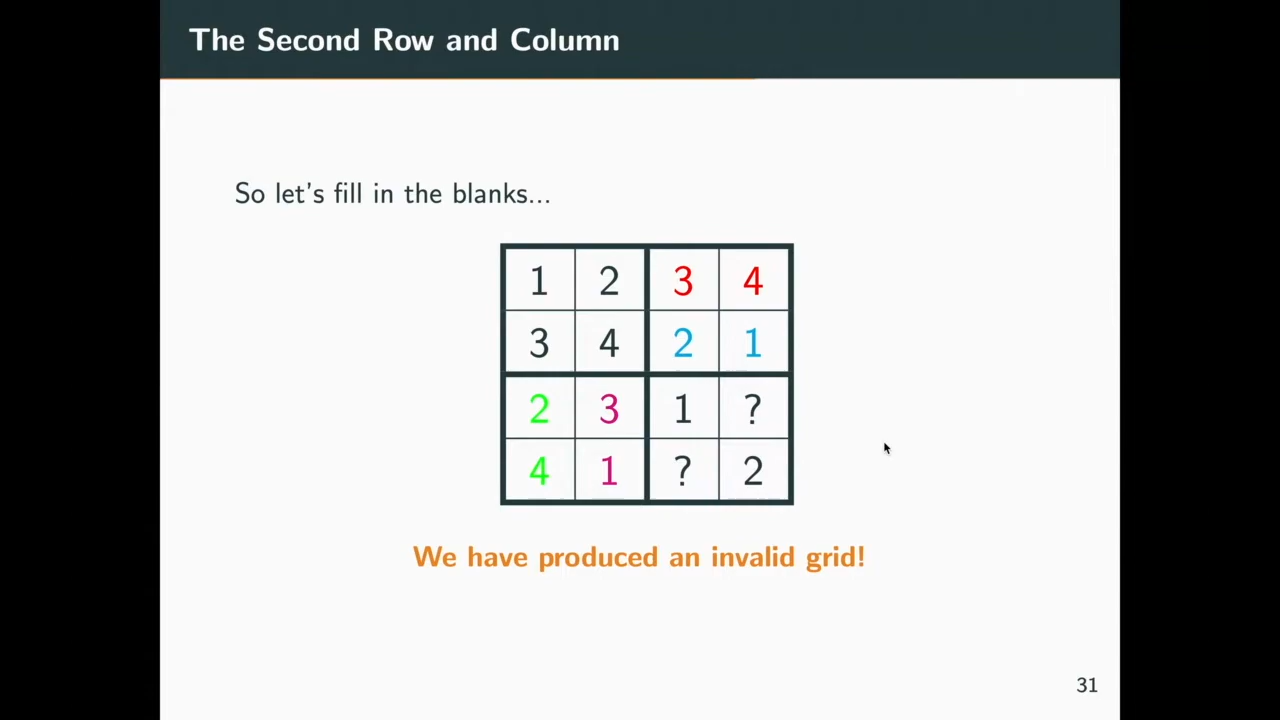 The Second Row and Column
So let's fill in the blanks...
1 2 3 4
3 4 2 1
2 3 1 ?
4 1 ? 2
We have produced an invalid grid!
31